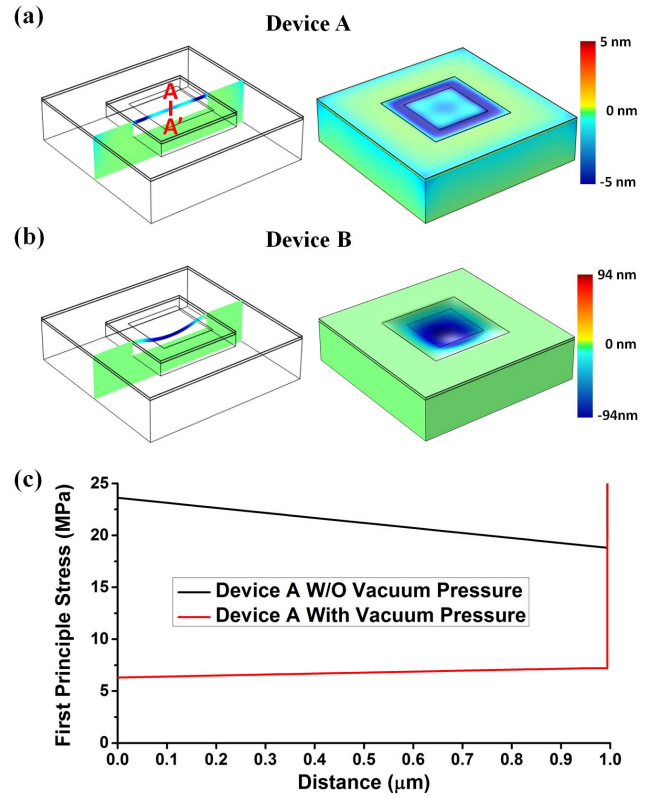 (a)
Device A
A
A'
5 nm
0 nm
-5 nm
(b)
Device B
94 nm
0 nm
-94nm
(c)
First Principle Stress (MPa)
25
20
15
10
5
0
Device A W/O Vacuum Pressure
Device A With Vacuum Pressure
0.0 0.1 0.2 0.3 0.4 0.5 0.6 0.7 0.8 0.9 1.0
Distance (μm)